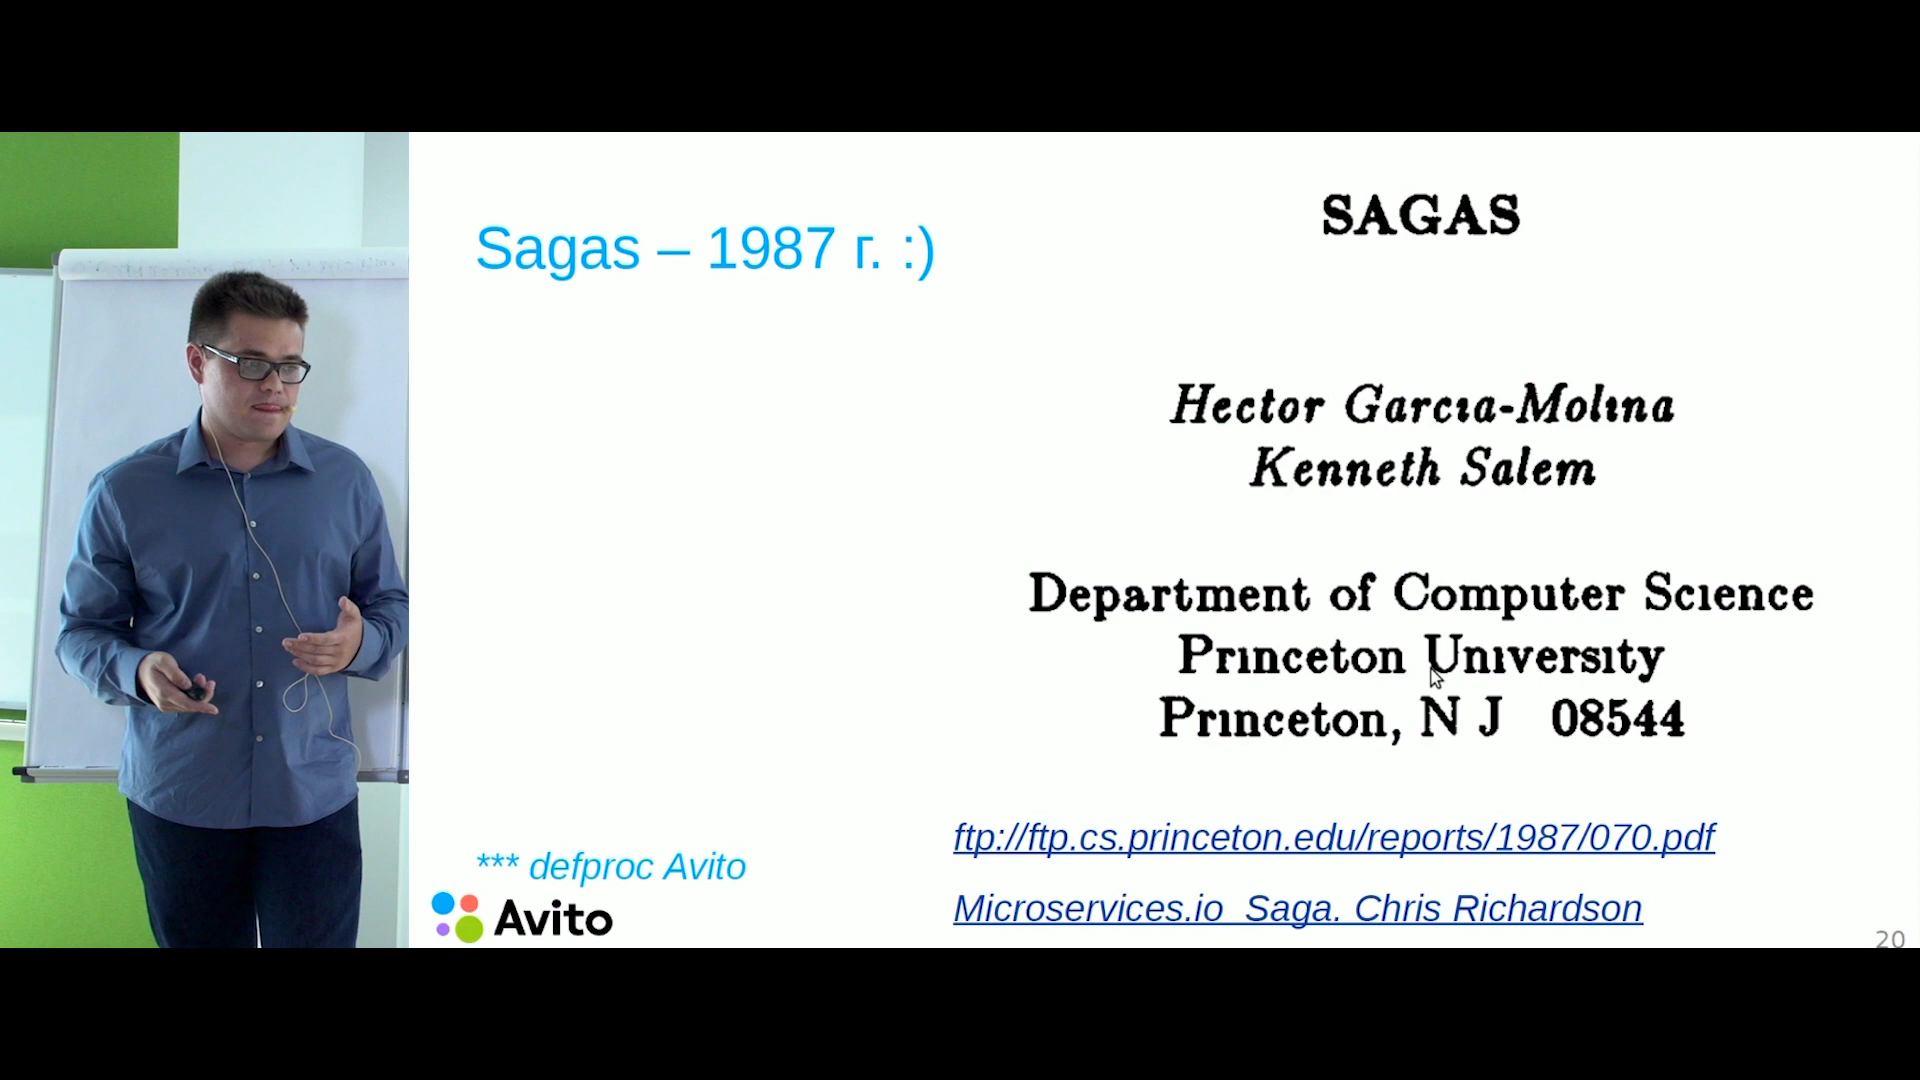 Sagas – 1987 г. :)
SAGAS
Hector Garcıa-Molına
Kenneth Salem
Department of Computer Scıence
Prınceton Unıversıty
Prınceton, N J 08544
ftp://ftp.cs.princeton.edu/reports/1987/070.pdf
Microservices.io Saga. Chris Richardson
*** defproc Avito
Avito
20